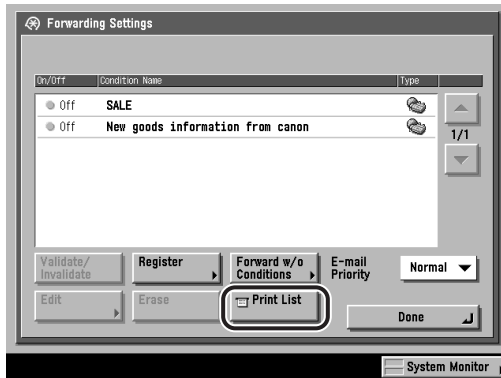 Forwarding Settings
On/Off Condition Name Type
Off SALE
Off New goods information from canon
1/1
Validate/
Invalidate
Register
Forward w/o
Conditions
E-mail
Priority
Normal
Edit
Erase
Print List
Done
System Monitor